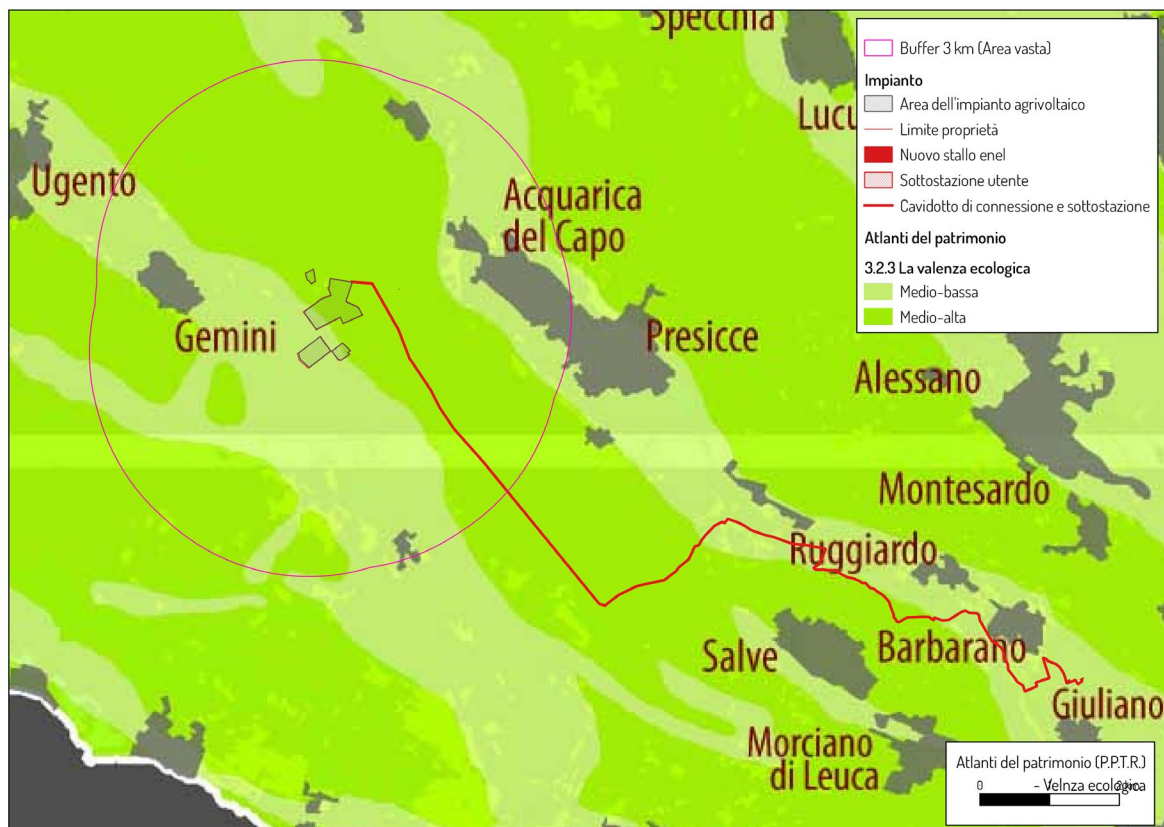 Specchia
Lucu
Ugento
Acquarica
del Capo
Gemini
Presicce
Alessano
Montesardo
Ruggiardo
Salve
Barbarano
Giuliano
Morciano
di Leuca
Buffer 3 km (Area vasta)
Impianto
Area dell'impianto agrivoltaico
Limite proprietà
Nuovo stallo enel
Sottostazione utente
Cavidotto di connessione e sottostazione
Atlanti del patrimonio
3.2.3 La valenza ecologica
Medio-bassa
Medio-alta
Atlanti del patrimonio (P.P.T.R.)
– Velnza ecologica
0 2 km